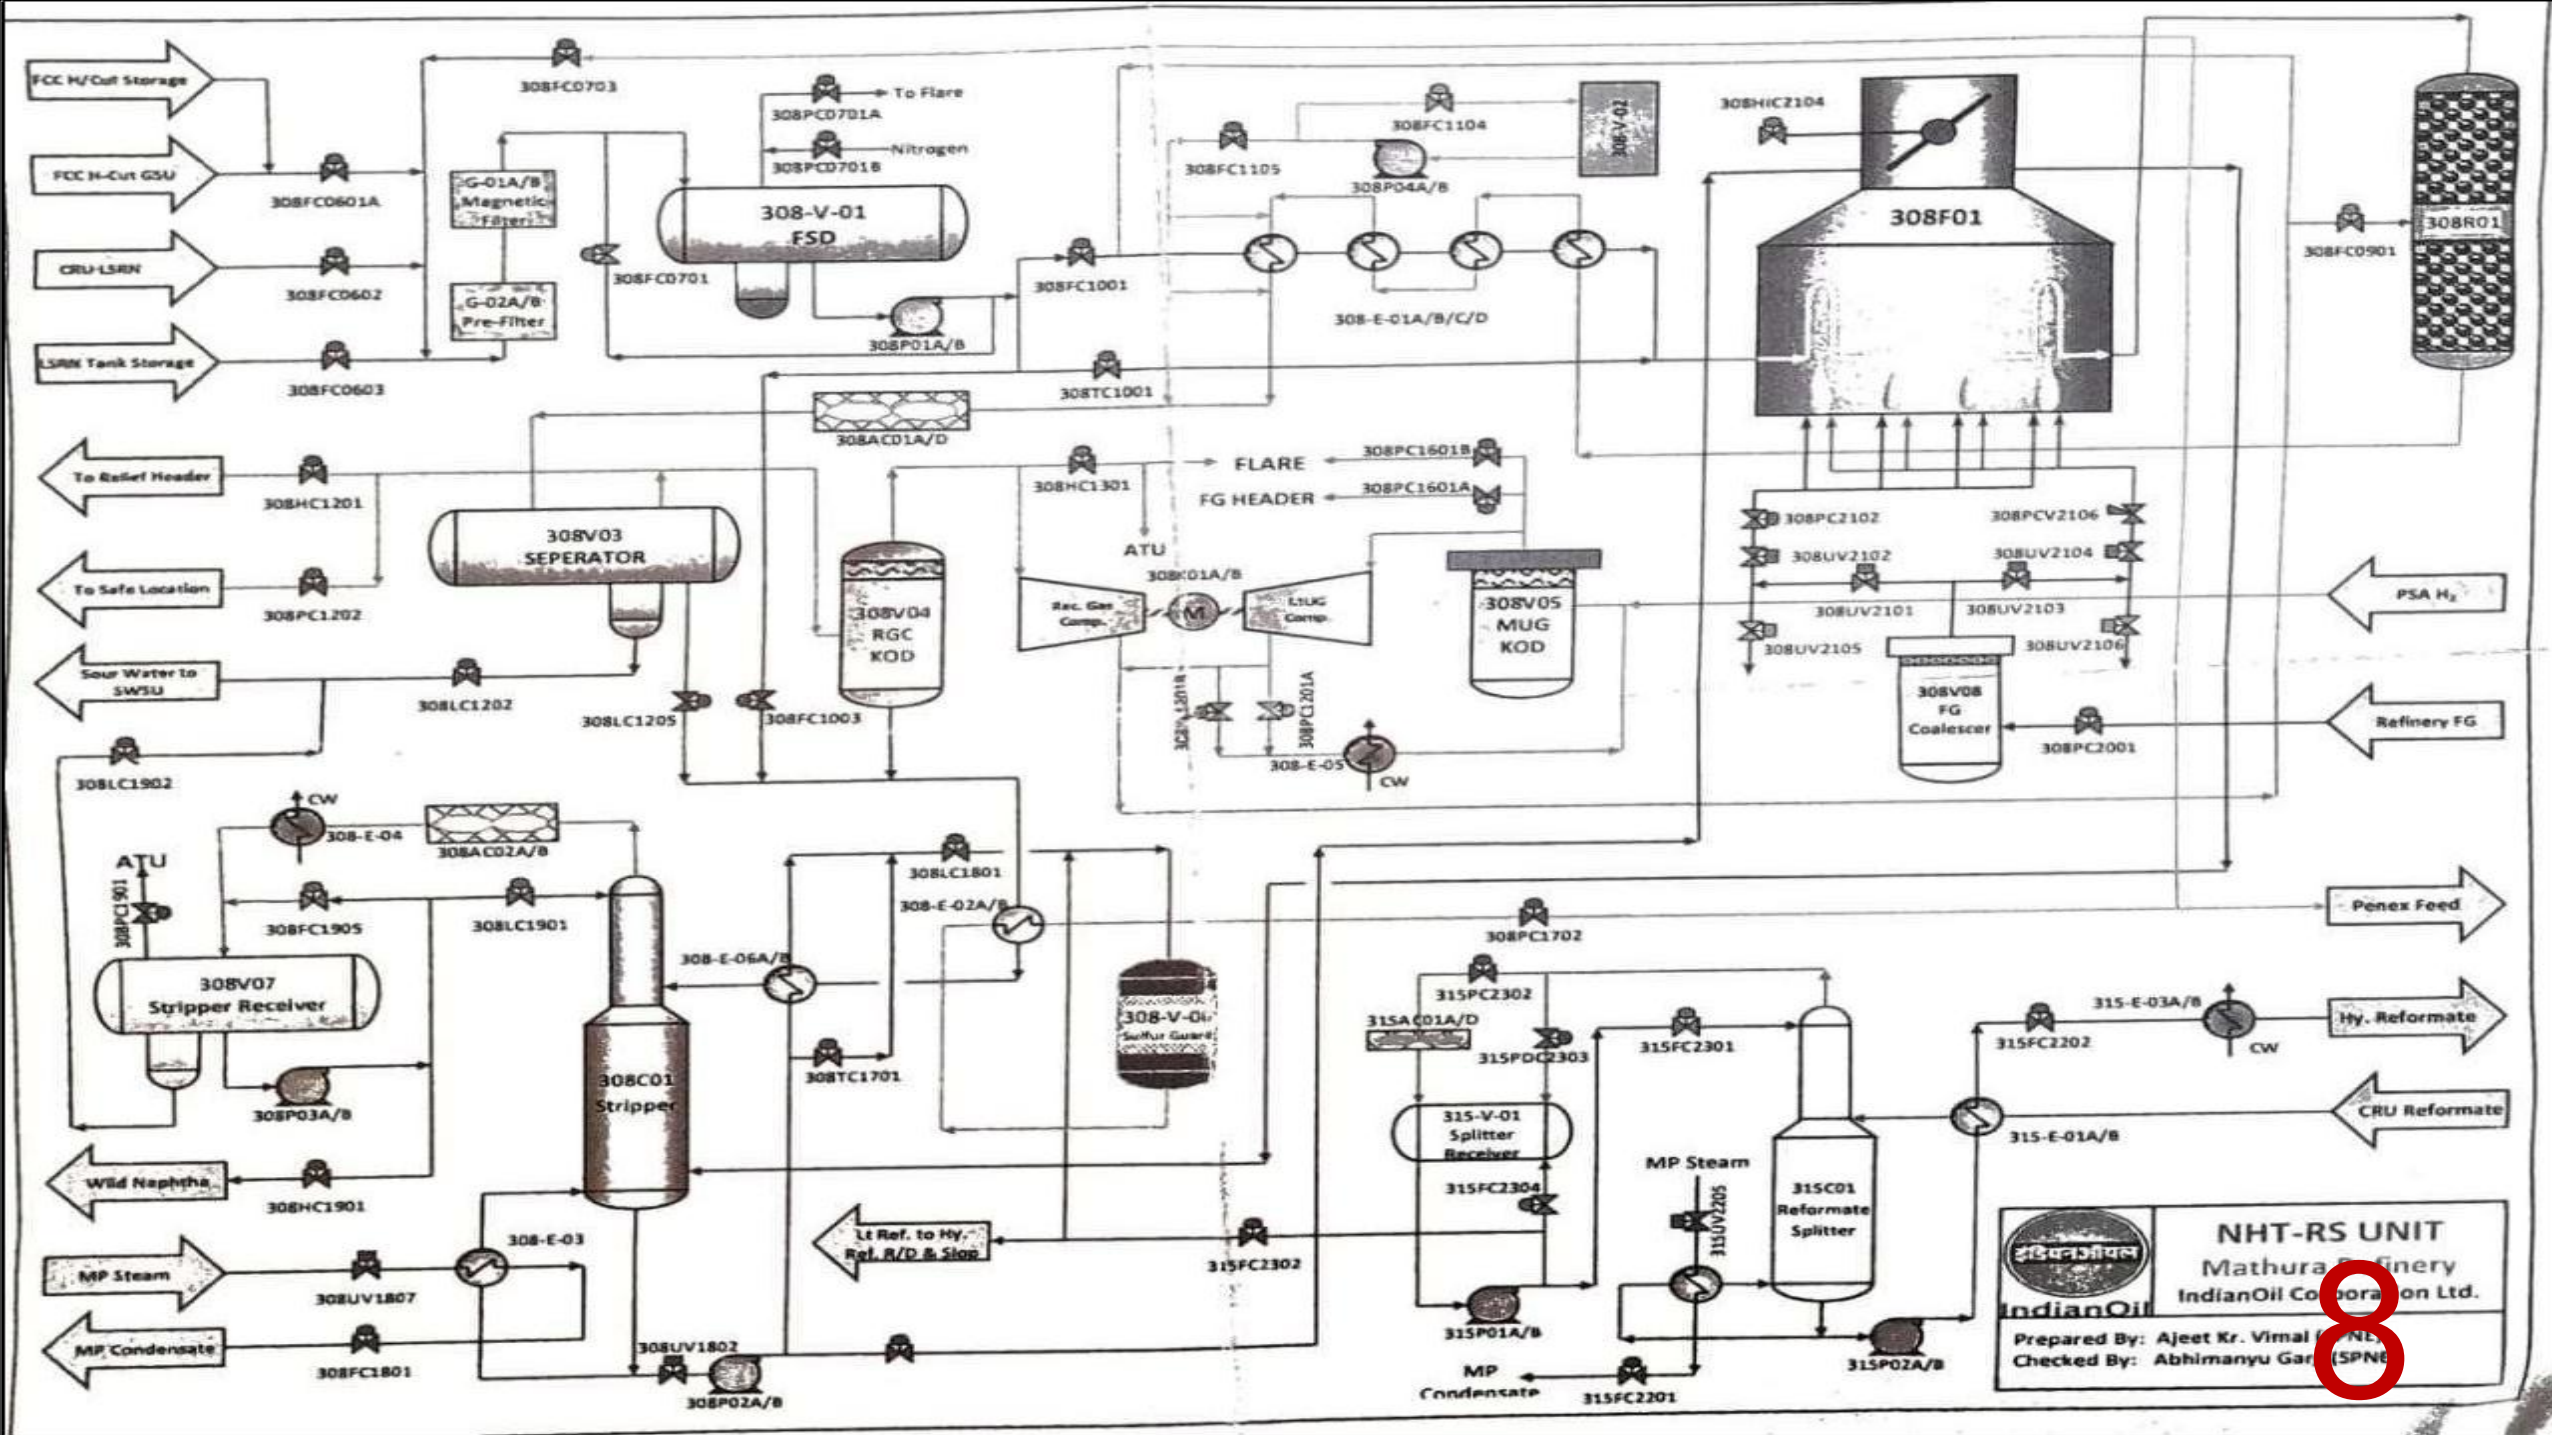 FCC H/Cut Storage
308FC0703
FCC H-Cut GSU
308FC0601A
CRU-LSRN
308FC0602
LSRN Tank Storage
308FC0603
G-01A/B
Magnetic
Filter
G-02A/B
Pre-Filter
308FC0701
308PC0701A
To Flare
308PC0701B
Nitrogen
308-V-01
FSD
308P01A/B
308FC1001
308TC1001
308AC01A/D
308FC1105
308FC1104
308P04A/B
308-V-02
308-E-01A/B/C/D
308HIC2104
308F01
308R01
308FC0901
To Relief Header
308HC1201
To Safe Location
308PC1202
Sour Water to
SWSU
308LC1202
308LC1902
308V03
SEPERATOR
308LC1205
308FC1003
308V04
RGC
KOD
308HC1301
FLARE
FG HEADER
ATU
308PC1601B
308PC1601A
308K01A/B
Rec. Gas
Comp.
M
Comp.
308PC1201A
308-E-05
CW
308V05
MUG
KOD
308PC2102
308PCV2106
308UV2102
308UV2104
308UV2101
308UV2103
308UV2105
308UV2106
308V08
FG
Coalescer
308PC2001
PSA H₂
Refinery FG
CW
308-E-04
308AC02A/B
ATU
308PC1901
308FC1905
308LC1901
308V07
Stripper Receiver
308P03A/B
Wild Naphtha
308HC1901
MP Steam
308UV1807
MP Condensate
308FC1801
308-E-03
308C01
Stripper
308-E-06A/B
308LC1801
308-E-02A/B
308TC1701
308UV1802
308P02A/B
Sulfur Guard
Lt Ref. to Hy.
Ref. R/D & Slop
315FC2302
308PC1702
315PC2302
315AC01A/D
315PDC2303
315-V-01
Splitter
Receiver
315FC2304
315P01A/B
315FC2301
MP Steam
315UV2205
315C01
Reformate
Splitter
MP
Condensate
315FC2201
315P02A/B
315FC2202
315-E-03A/B
CW
315-E-01A/B
Penex Feed
Hy. Reformate
CRU Reformate
इंडियनऑयल
IndianOil
NHT-RS UNIT
Mathura Refinery
IndianOil Corporation Ltd.
Prepared By: Ajeet Kr. Vimal
Checked By: Abhimanyu Garg (SPNE)
8